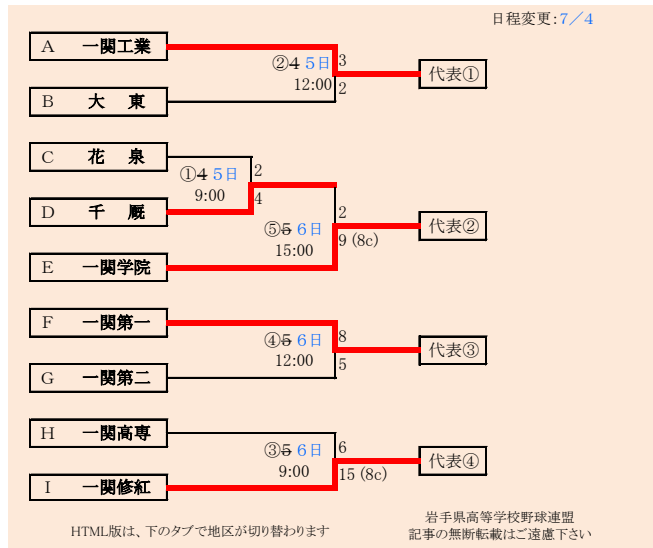 日程変更:7/4
A 一関工業
②4 5日 3
12:00 2
代表①
B 大東
C 花泉
①4 5日 2
9:00 4
D 千厩
⑤5 6日 2
15:00 9 (8c)
代表②
E 一関学院
F 一関第一
④5 6日 8
12:00 5
代表③
G 一関第二
H 一関高専
③5 6日 6
9:00 15 (8c)
代表④
I 一関修紅
HTML版は、下のタブで地区が切り替わります
岩手県高等学校野球連盟
記事の無断転載はご遠慮下さい